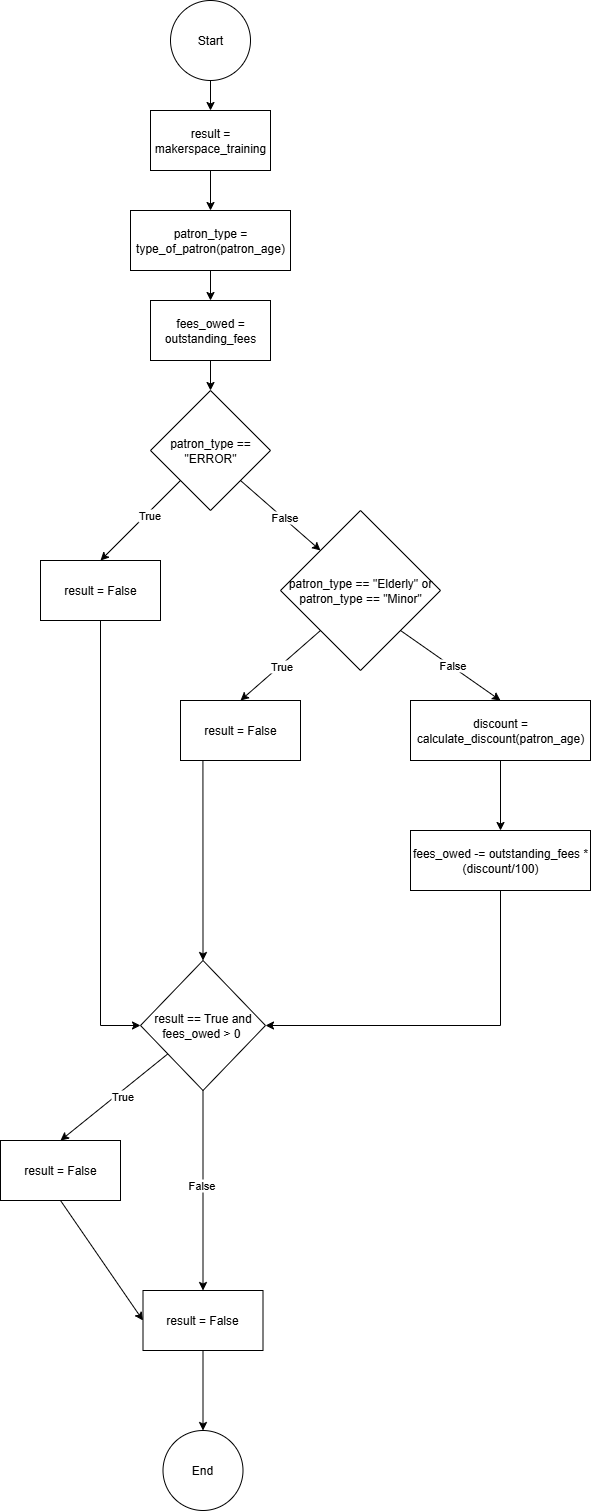 Start
result =
makerspace_training
patron_type =
type_of_patron(patron_age)
fees_owed =
outstanding_fees
patron_type ==
"ERROR"
True
False
result = False
patron_type == "Elderly" or
patron_type == "Minor"
True
False
result = False
discount =
calculate_discount(patron_age)
fees_owed -= outstanding_fees *
(discount/100)
result == True and
fees_owed > 0
True
result = False
False
result = False
End